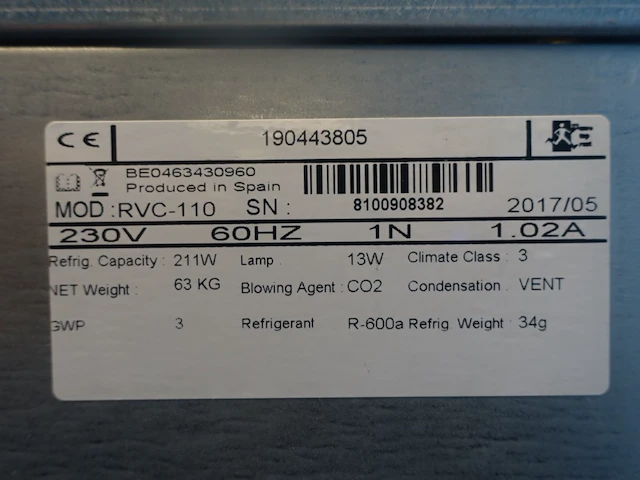 CE 190443805
BE0463430960
Produced in Spain
MOD : RVC-110 SN : 8100908382 2017/05
230V 60HZ 1N 1.02A
Refrig. Capacity : 211W Lamp : 13W Climate Class : 3
NET Weight : 63 KG Blowing Agent : CO2 Condensation : VENT
GWP 3 Refrigerant R-600a Refrig. Weight : 34g